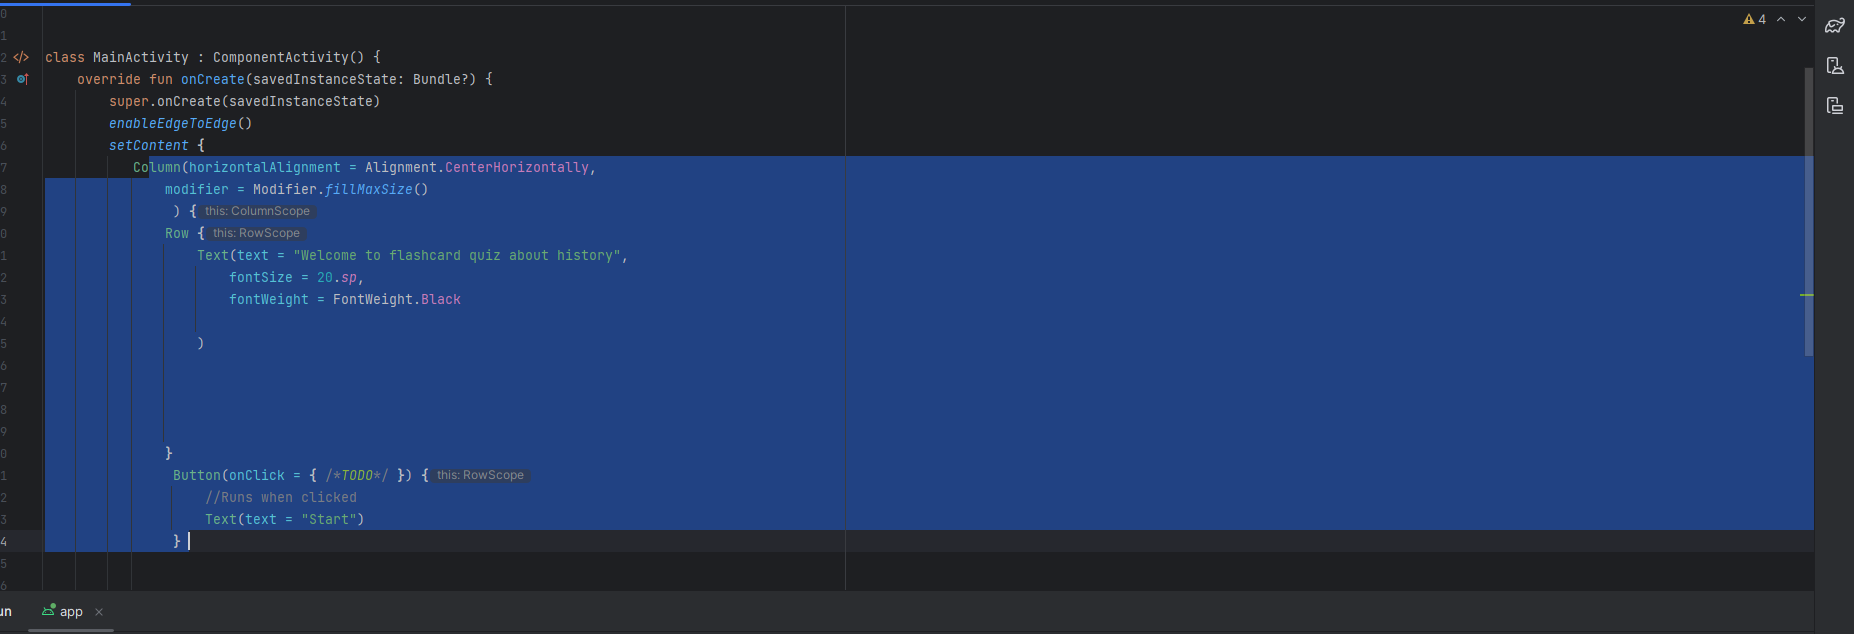 0
4
1
2 </> class MainActivity : ComponentActivity() {
3 override fun onCreate(savedInstanceState: Bundle?) {
4 super.onCreate(savedInstanceState)
5 enableEdgeToEdge()
6 setContent {
7 Column(horizontalAlignment = Alignment.CenterHorizontally,
8 modifier = Modifier.fillMaxSize()
9 ) { this: ColumnScope
0 Row { this: RowScope
1 Text(text = "Welcome to flashcard quiz about history",
2 fontSize = 20.sp,
3 fontWeight = FontWeight.Black
4
5 )
6
7
8
9
0 }
1 Button(onClick = { /*TODO*/ }) { this: RowScope
2 //Runs when clicked
3 Text(text = "Start")
4 }
5
6
un app